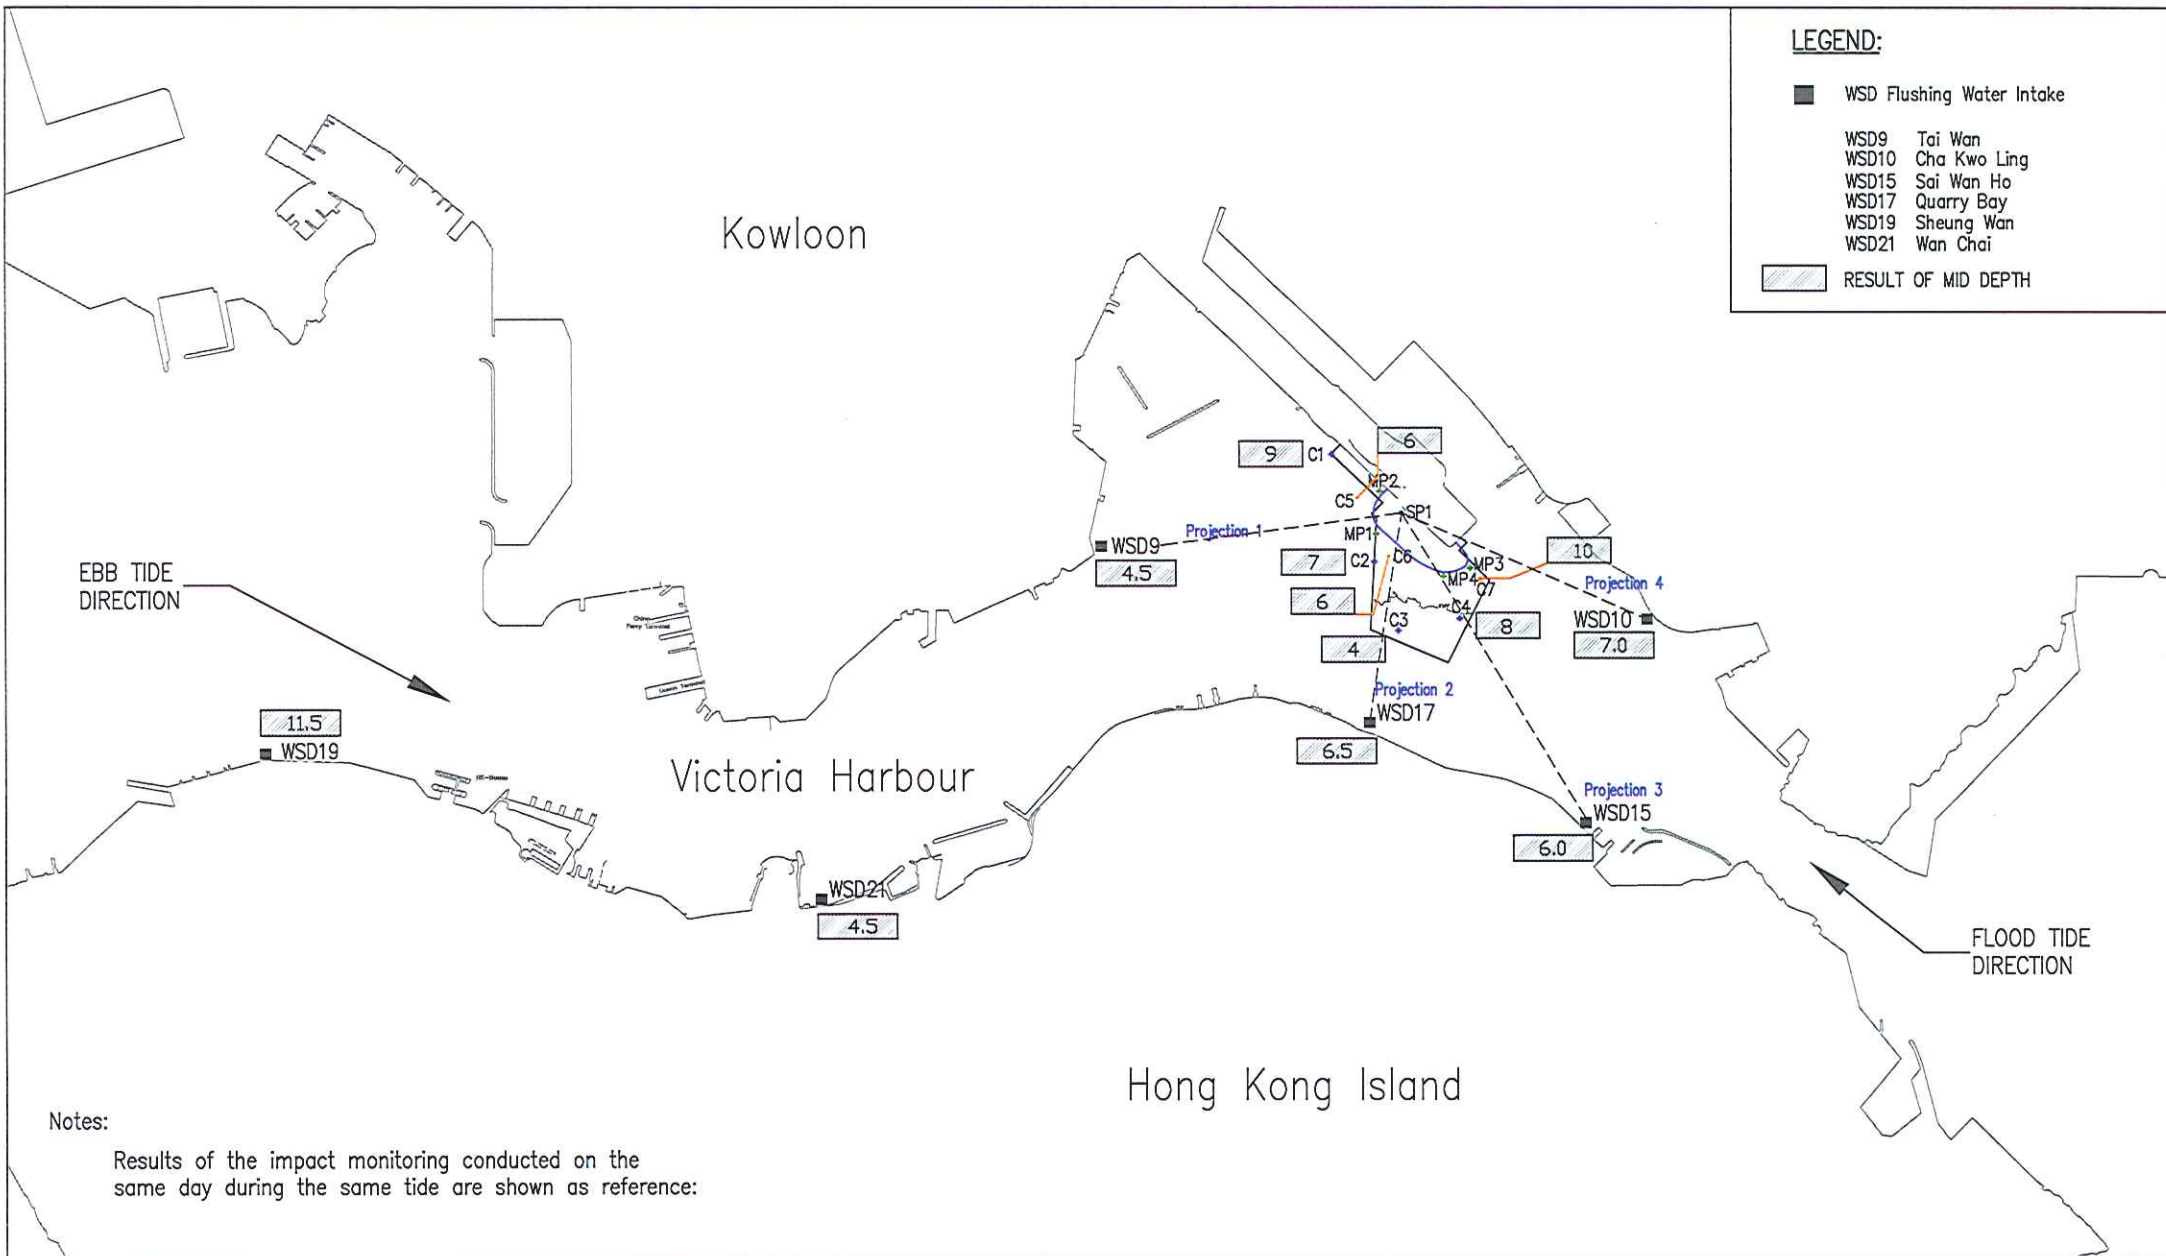 LEGEND:
WSD Flushing Water Intake
WSD9 Tai Wan
WSD10 Cha Kwo Ling
WSD15 Sai Wan Ho
WSD17 Quarry Bay
WSD19 Sheung Wan
WSD21 Wan Chai
RESULT OF MID DEPTH
Kowloon
6
9 C1
MP2
C5
SP1
Projection 1
MP1
WSD9
4.5
7 C2
C6
10
MP3
MP4
C7
Projection 4
6
C4
C3
8
WSD10
7.0
4
EBB TIDE
DIRECTION
Ferry Terminal
Ocean Terminal
Projection 2
WSD17
6.5
11.5
WSD19
Victoria Harbour
Projection 3
WSD15
6.0
WSD21
4.5
FLOOD TIDE
DIRECTION
Hong Kong Island
Notes:
Results of the impact monitoring conducted on the
same day during the same tide are shown as reference: